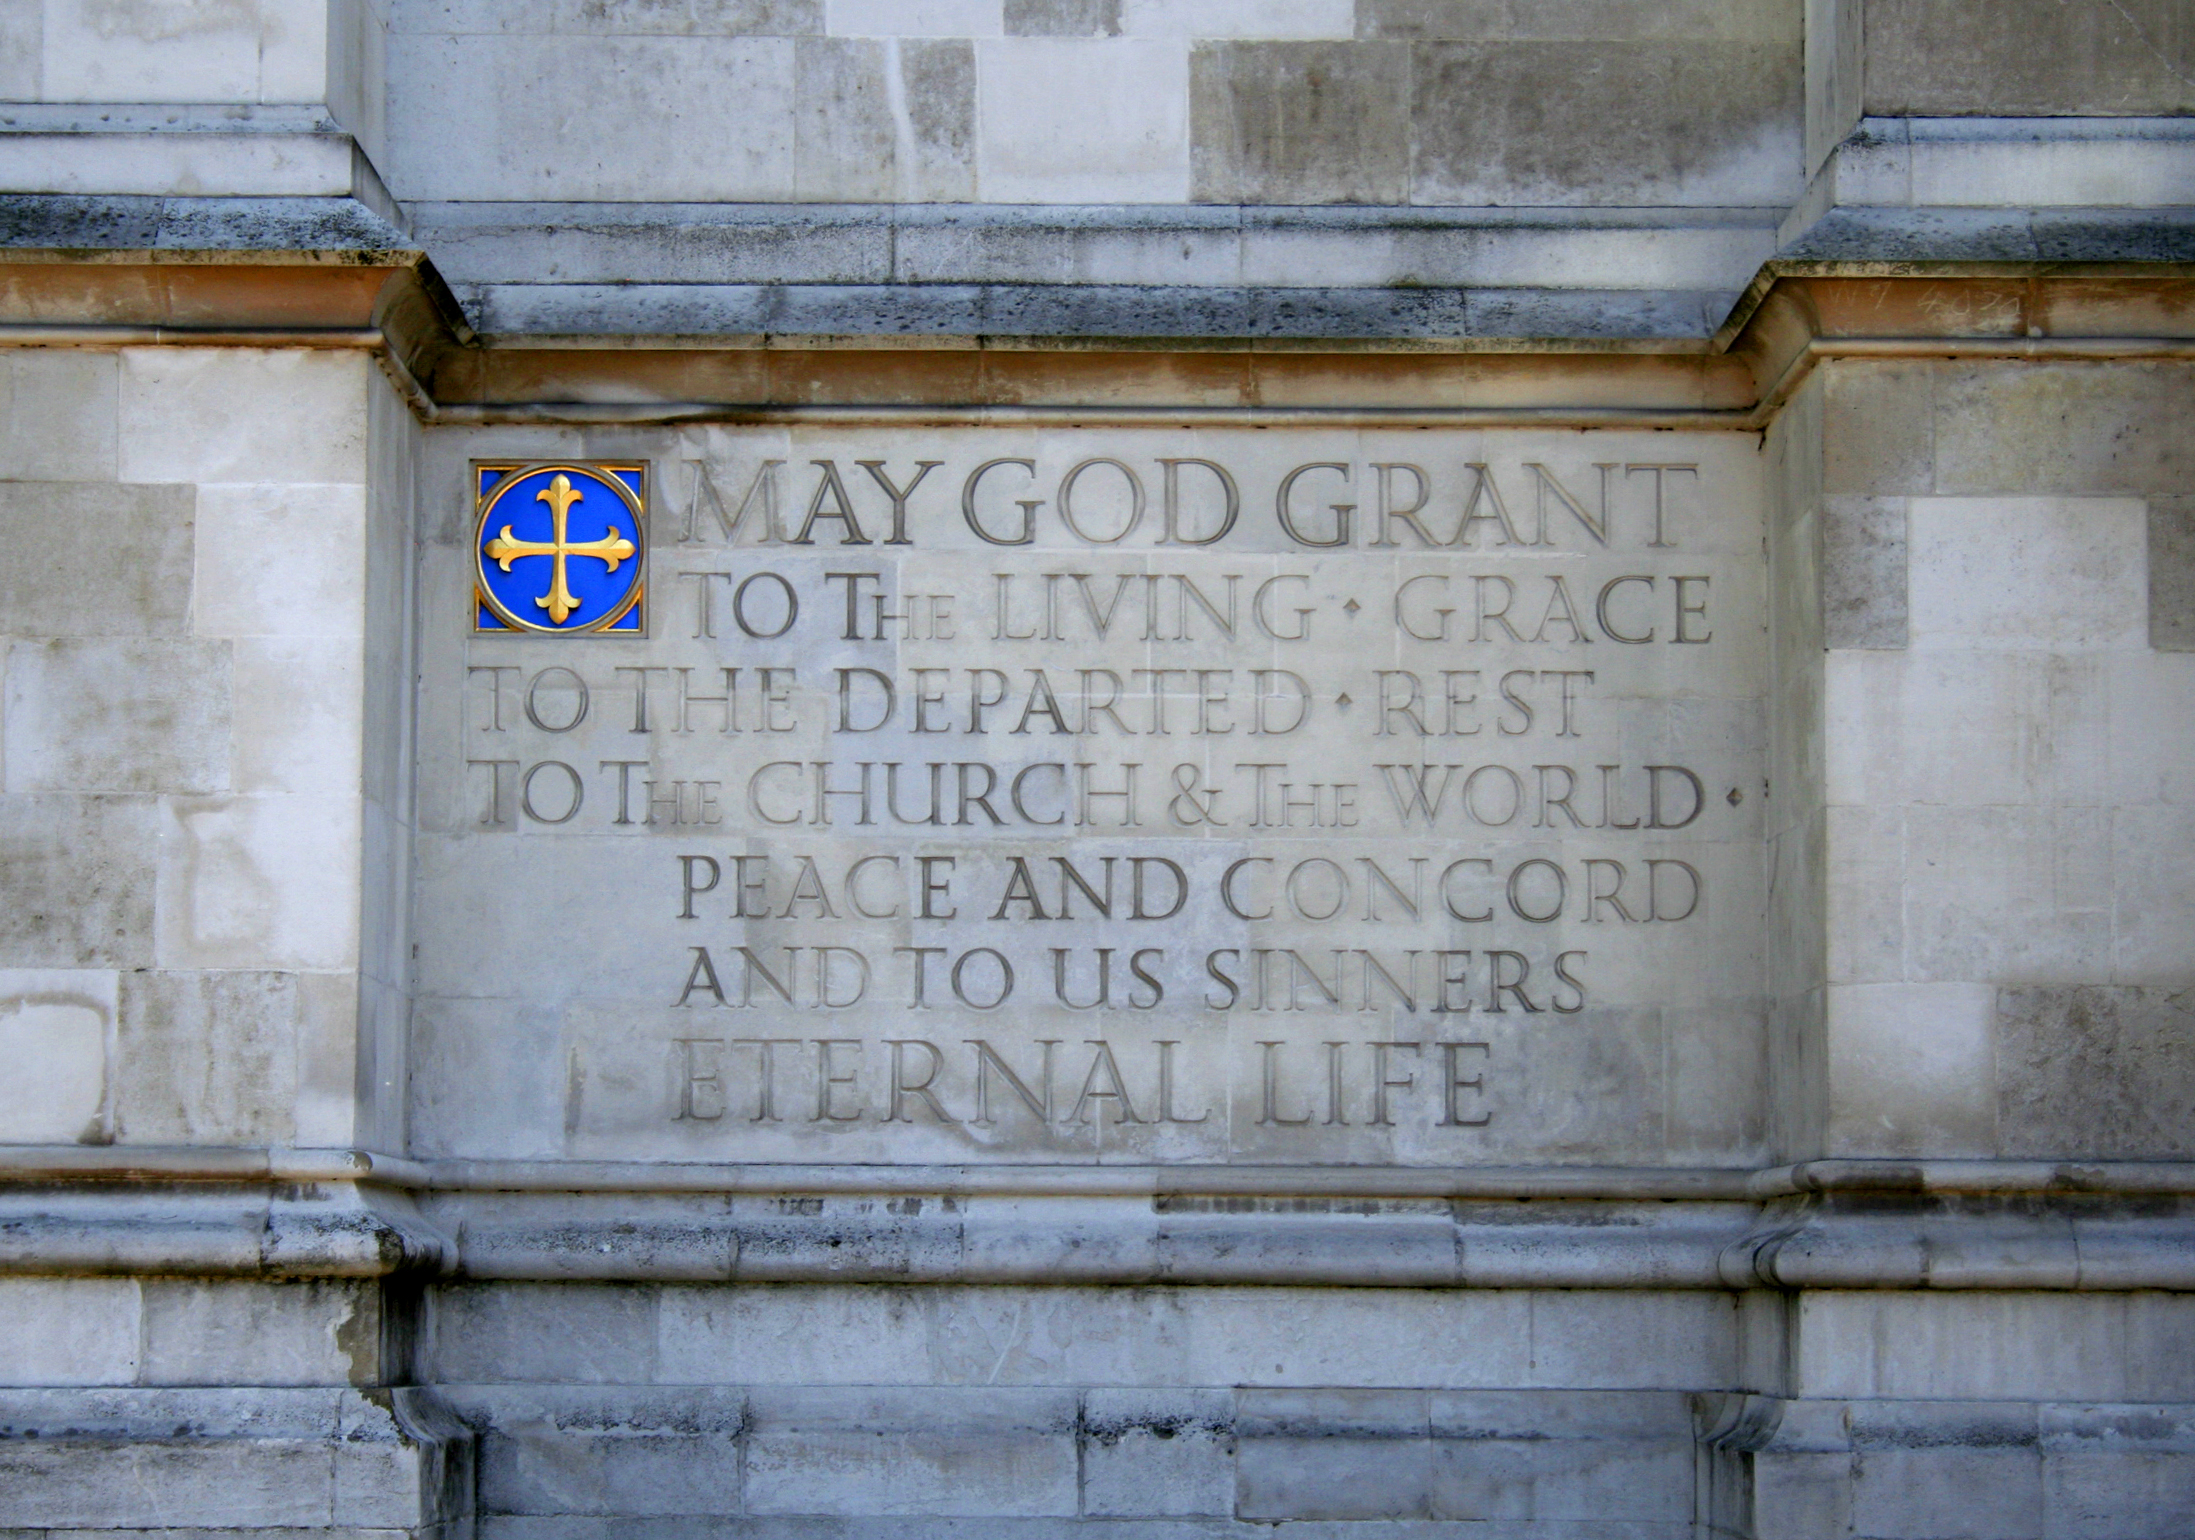 MAY GOD GRANT
TO THE LIVING · GRACE
TO THE DEPARTED · REST
TO THE CHURCH & THE WORLD ·
PEACE AND CONCORD
AND TO US SINNERS
ETERNAL LIFE